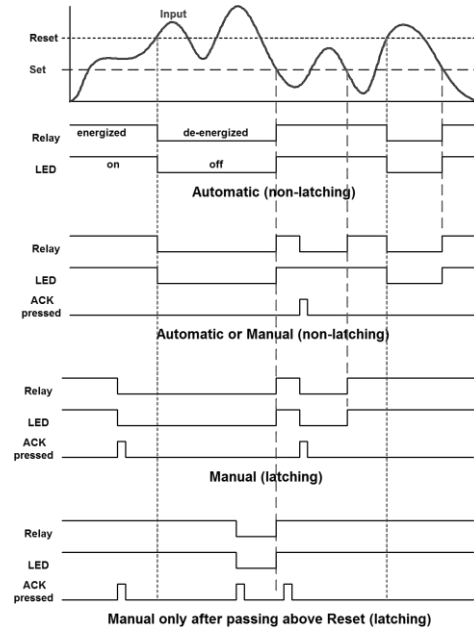 Input
Reset
Set
energized de-energized
Relay
on off
LED
Automatic (non-latching)
Relay
LED
ACK
pressed
Automatic or Manual (non-latching)
Relay
LED
ACK
pressed
Manual (latching)
Relay
LED
ACK
pressed
Manual only after passing above Reset (latching)